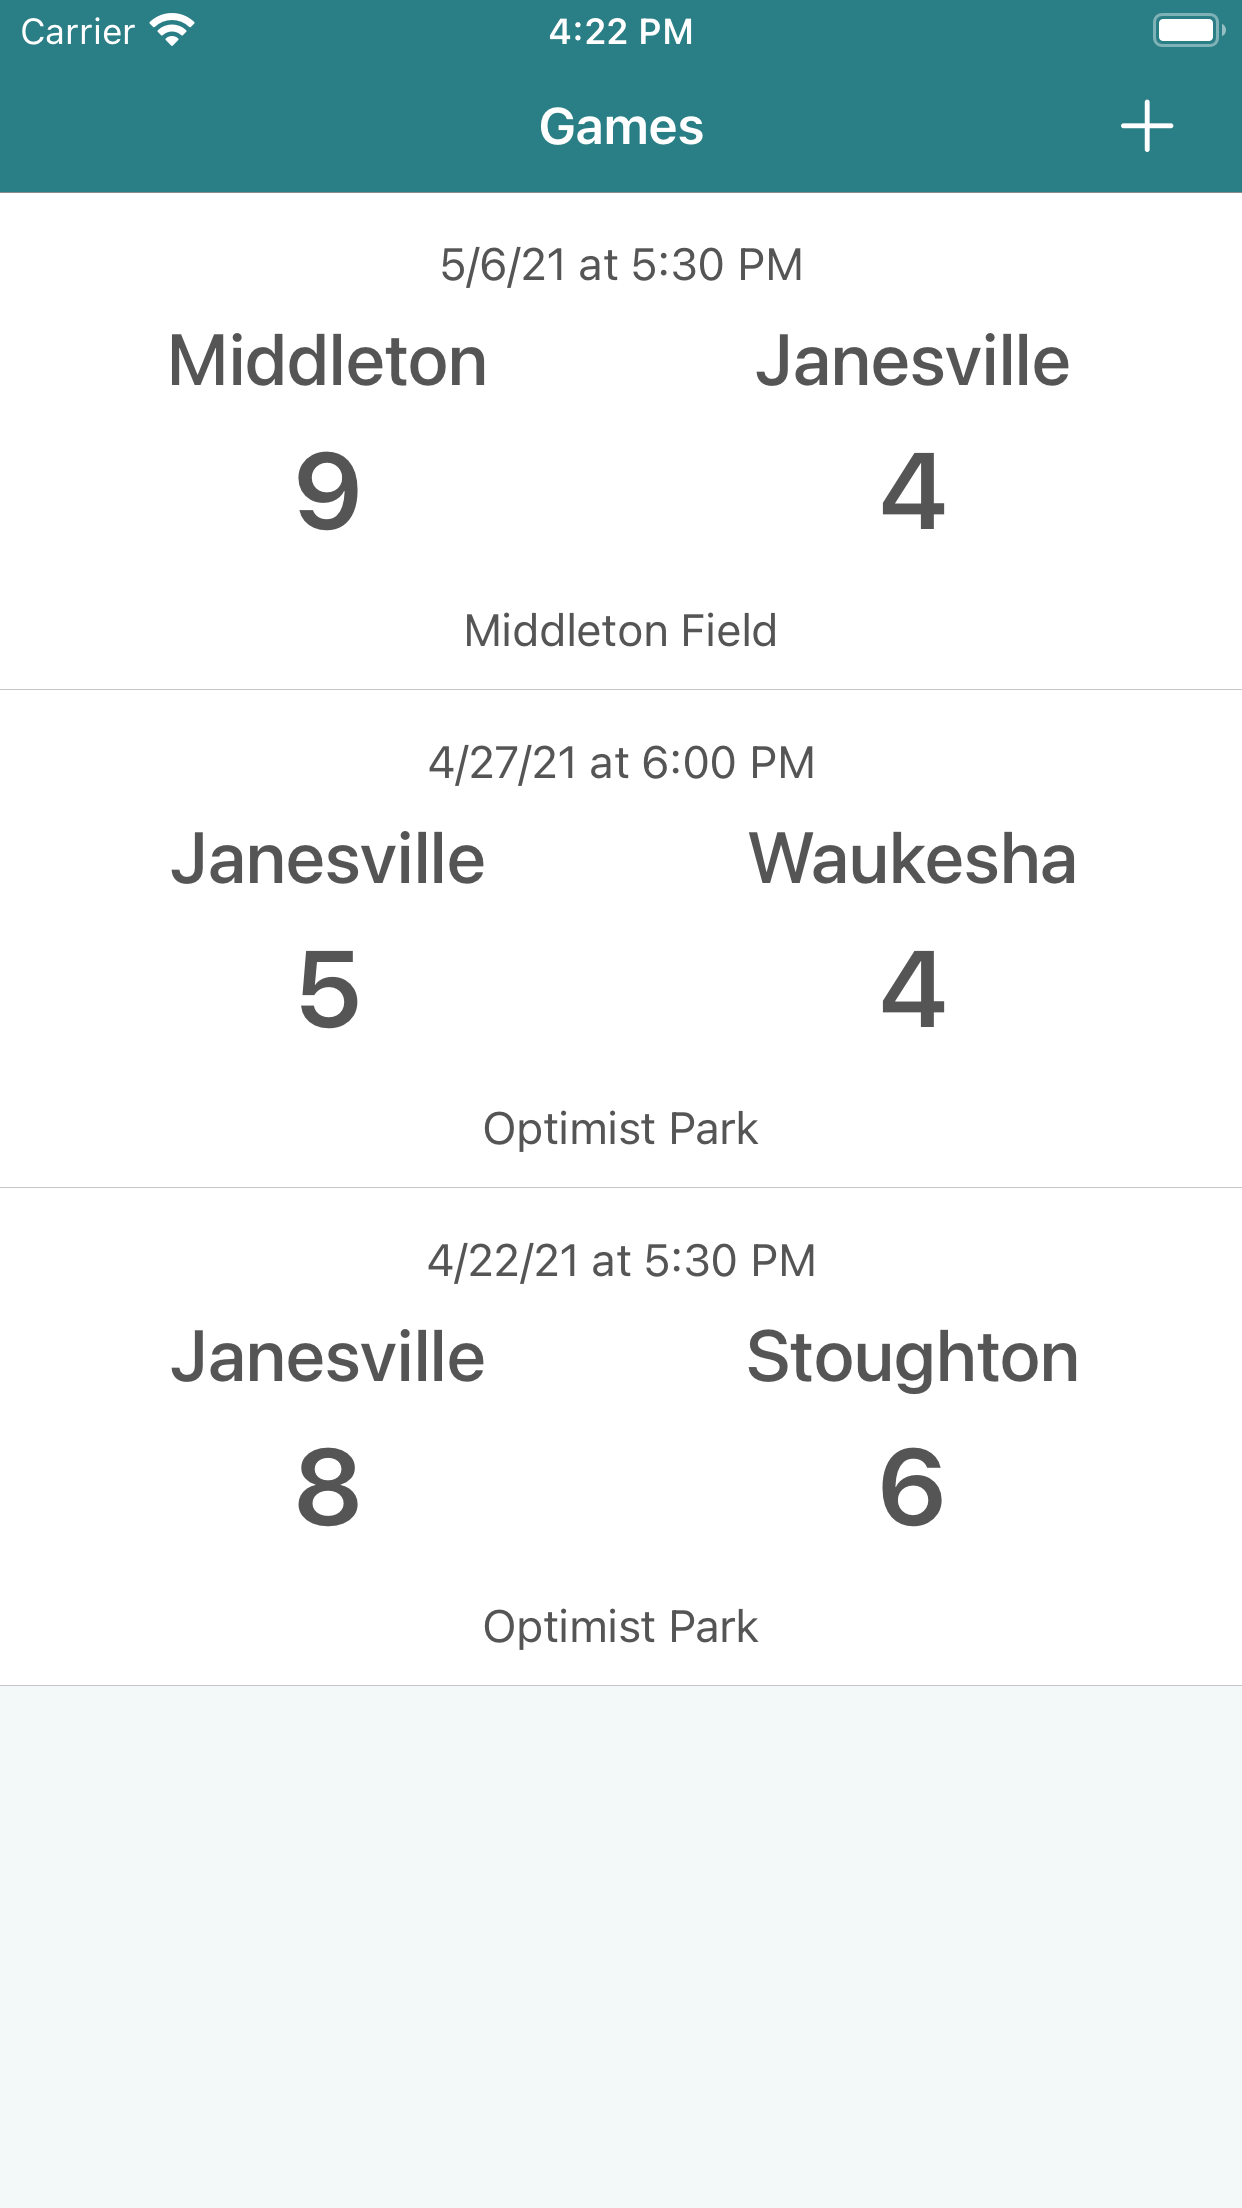 Carrier 4:22 PM
Games
5/6/21 at 5:30 PM
Middleton Janesville
9 4
Middleton Field
4/27/21 at 6:00 PM
Janesville Waukesha
5 4
Optimist Park
4/22/21 at 5:30 PM
Janesville Stoughton
8 6
Optimist Park